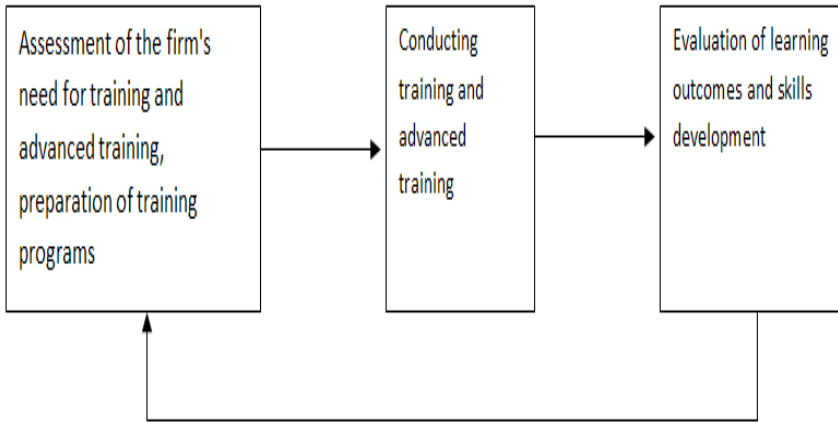 Assessment of the firm's
need for training and
advanced training,
preparation of training
programs
Conducting
training and
advanced
training
Evaluation of learning
outcomes and skills
development